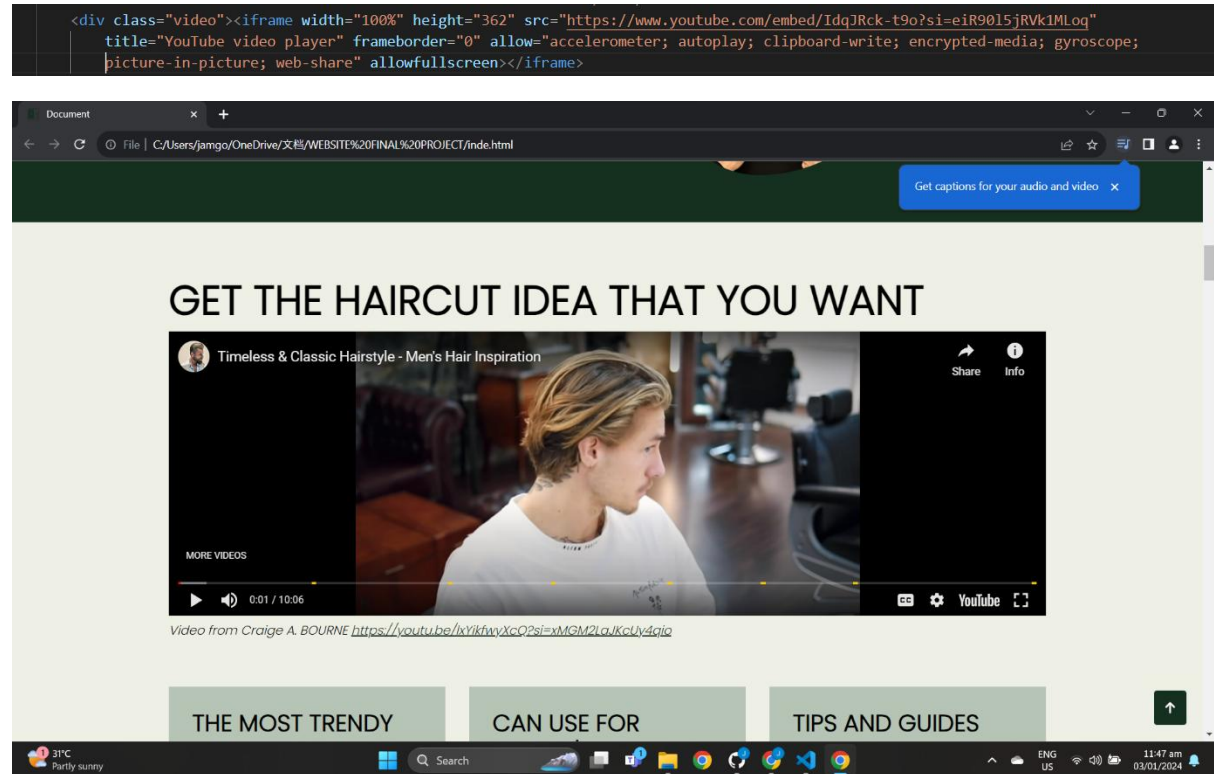 <div class="video"><iframe width="100%" height="362" src="https://www.youtube.com/embed/IdqJRck-t9o?si=eiR90l5jRVk1MLoq"
title="YouTube video player" frameborder="0" allow="accelerometer; autoplay; clipboard-write; encrypted-media; gyroscope;
picture-in-picture; web-share" allowfullscreen></iframe>
Document
File | C:/Users/jamgo/OneDrive/文档/WEBSITE%20FINAL%20PROJECT/inde.html
Get captions for your audio and video
GET THE HAIRCUT IDEA THAT YOU WANT
Timeless & Classic Hairstyle - Men's Hair Inspiration
Share Info
MORE VIDEOS
0:01 / 10:06
CC YouTube
Video from Craige A. BOURNE https://youtu.be/lxYikfwyXcQ?si=xMGM2LaJKcUy4qio
THE MOST TRENDY CAN USE FOR TIPS AND GUIDES
1 31°C
Partly sunny
Search
ENG
US
11:47 am
03/01/2024